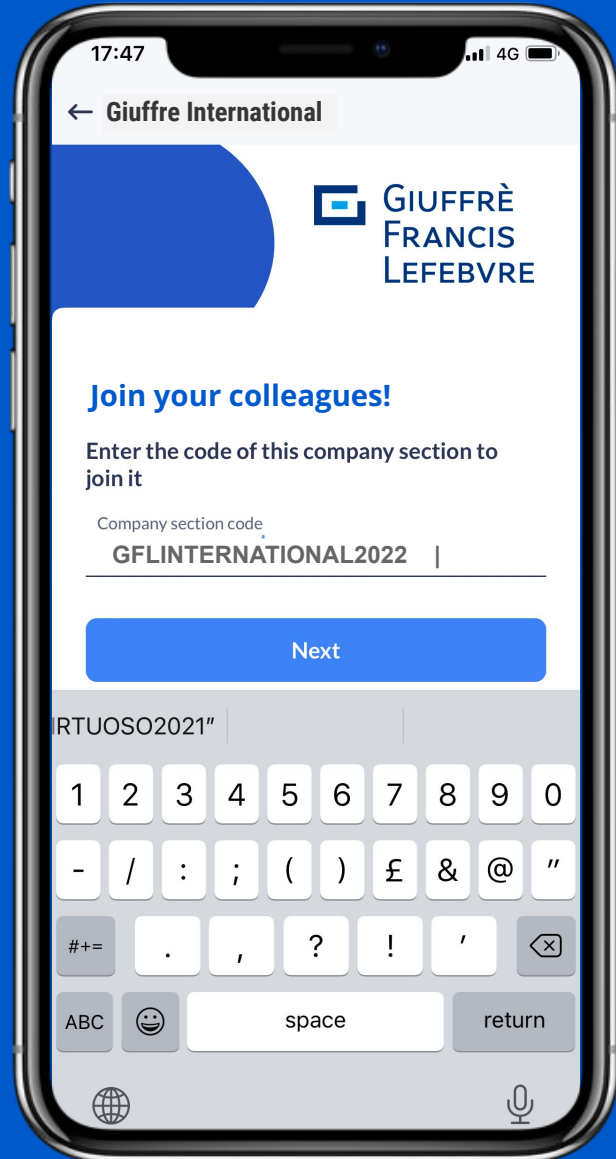 17:47 4G
← Giuffre International
GIUFFRÈ
FRANCIS
LEFEBVRE
Join your colleagues!
Enter the code of this company section to
join it
Company section code
GFLINTERNATIONAL2022 |
Next
IRTUOSO2021"
1 2 3 4 5 6 7 8 9 0
- / : ; ( ) £ & @ "
#+= . , ? ! '
ABC space return